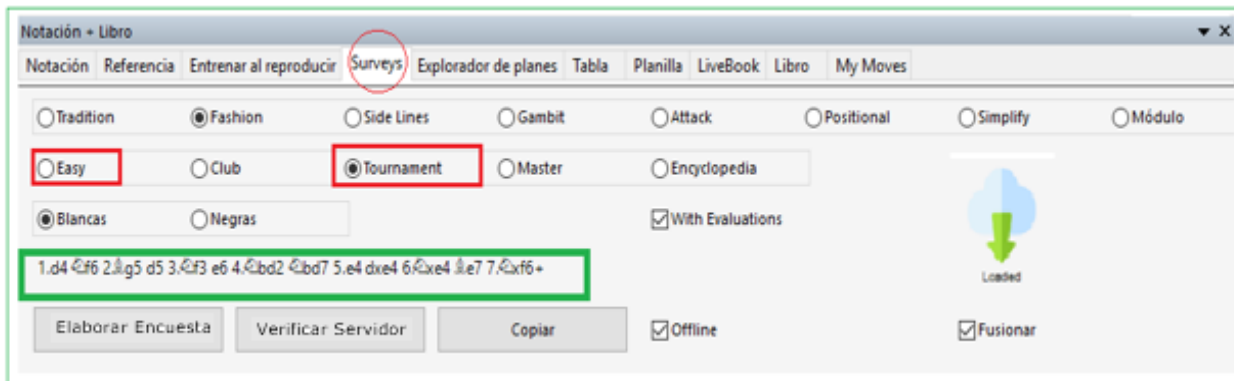 Notación + Libro
Notación Referencia Entrenar al reproducir Surveys Explorador de planes Tabla Planilla LiveBook Libro My Moves
Tradition Fashion Side Lines Gambit Attack Positional Simplify Módulo
Easy Club Tournament Master Encyclopedia
Blancas Negras With Evaluations
1.d4 ♘f6 2.♗g5 d5 3.♘f3 e6 4.♘bd2 ♘bd7 5.e4 dxe4 6.♘xe4 ♗e7 7.♘xf6+
Loaded
Elaborar Encuesta Verificar Servidor Copiar Offline Fusionar